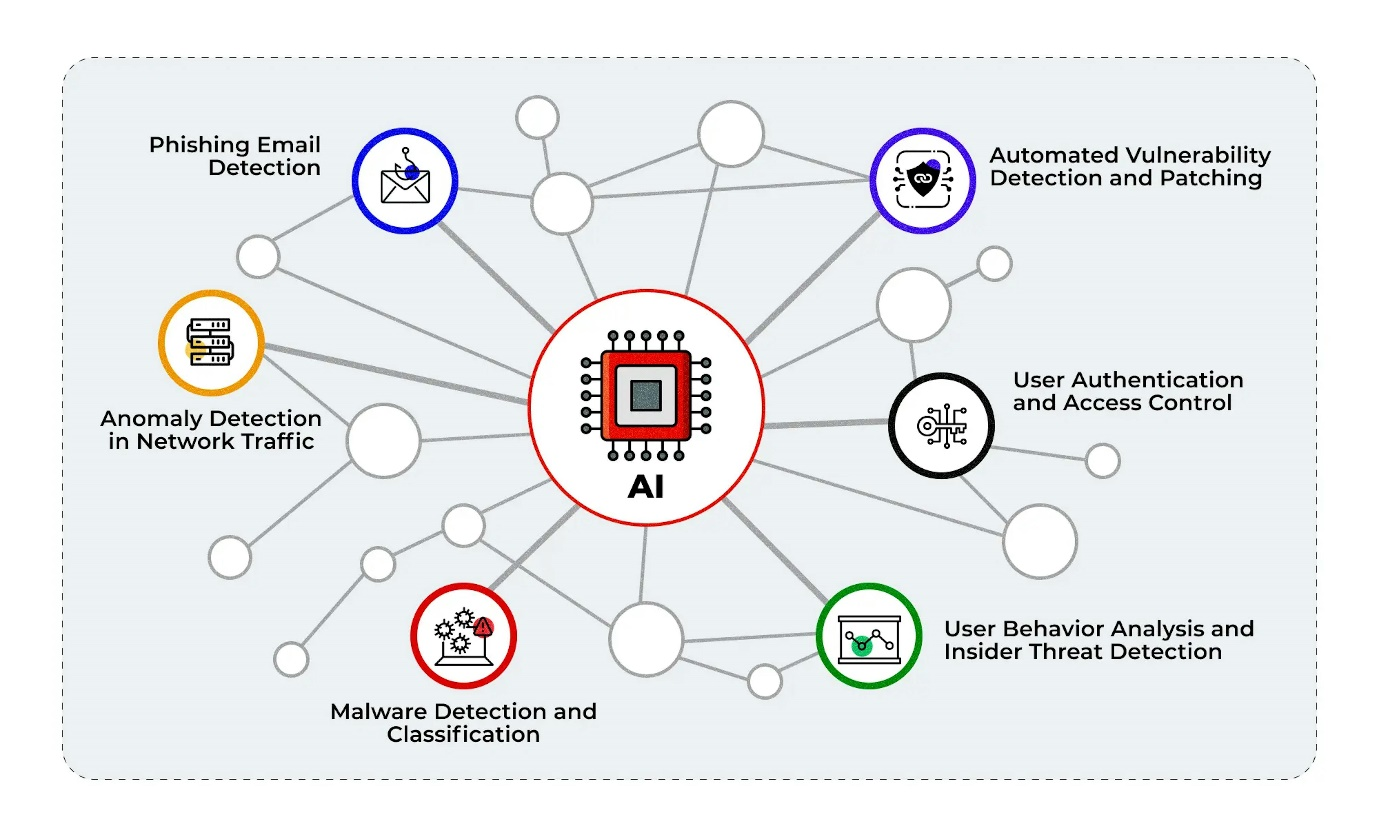 Phishing Email
Detection
Automated Vulnerability
Detection and Patching
Anomaly Detection
in Network Traffic
AI
User Authentication
and Access Control
Malware Detection and
Classification
User Behavior Analysis and
Insider Threat Detection